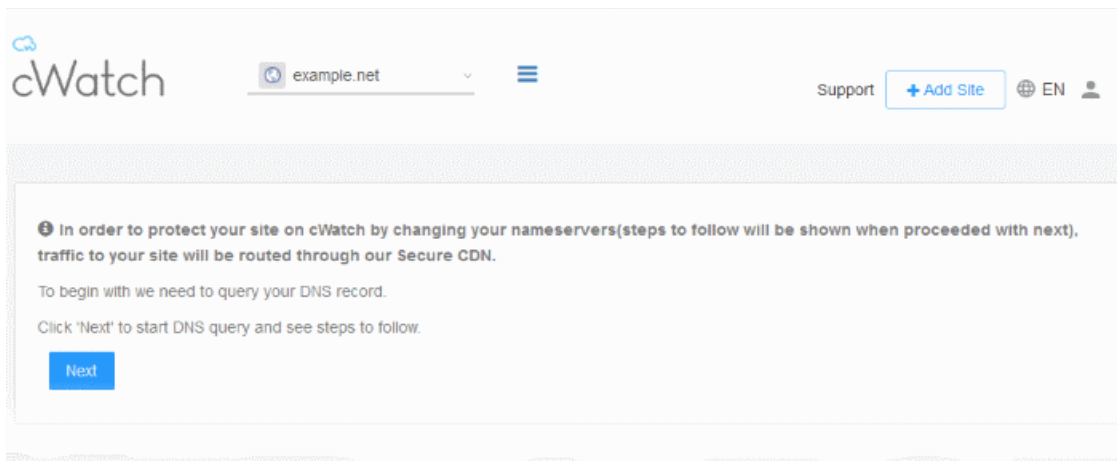 cWatch
example.net
Support
+ Add Site
EN
In order to protect your site on cWatch by changing your nameservers(steps to follow will be shown when proceeded with next),
traffic to your site will be routed through our Secure CDN.
To begin with we need to query your DNS record.
Click 'Next' to start DNS query and see steps to follow.
Next